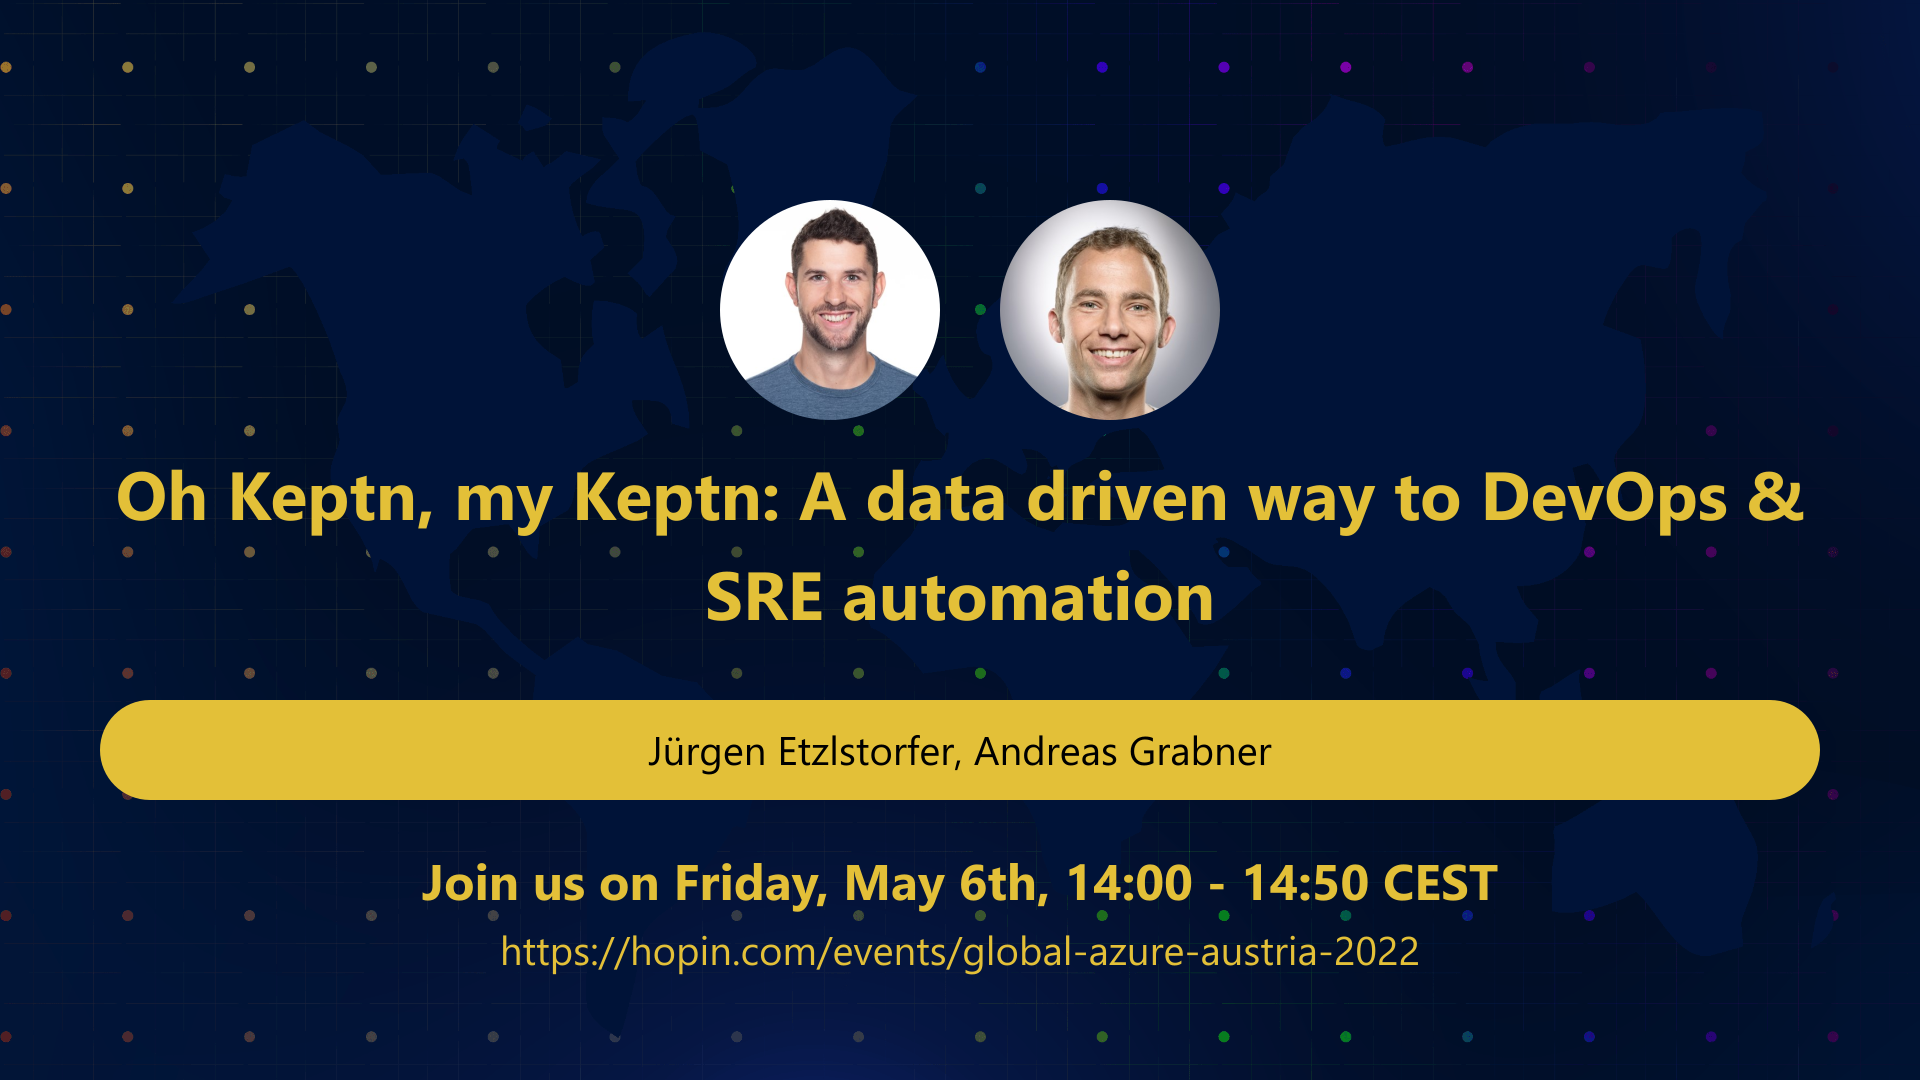 Oh Keptn, my Keptn: A data driven way to DevOps &
SRE automation
Jürgen Etzlstorfer, Andreas Grabner
Join us on Friday, May 6th, 14:00 - 14:50 CEST
https://hopin.com/events/global-azure-austria-2022